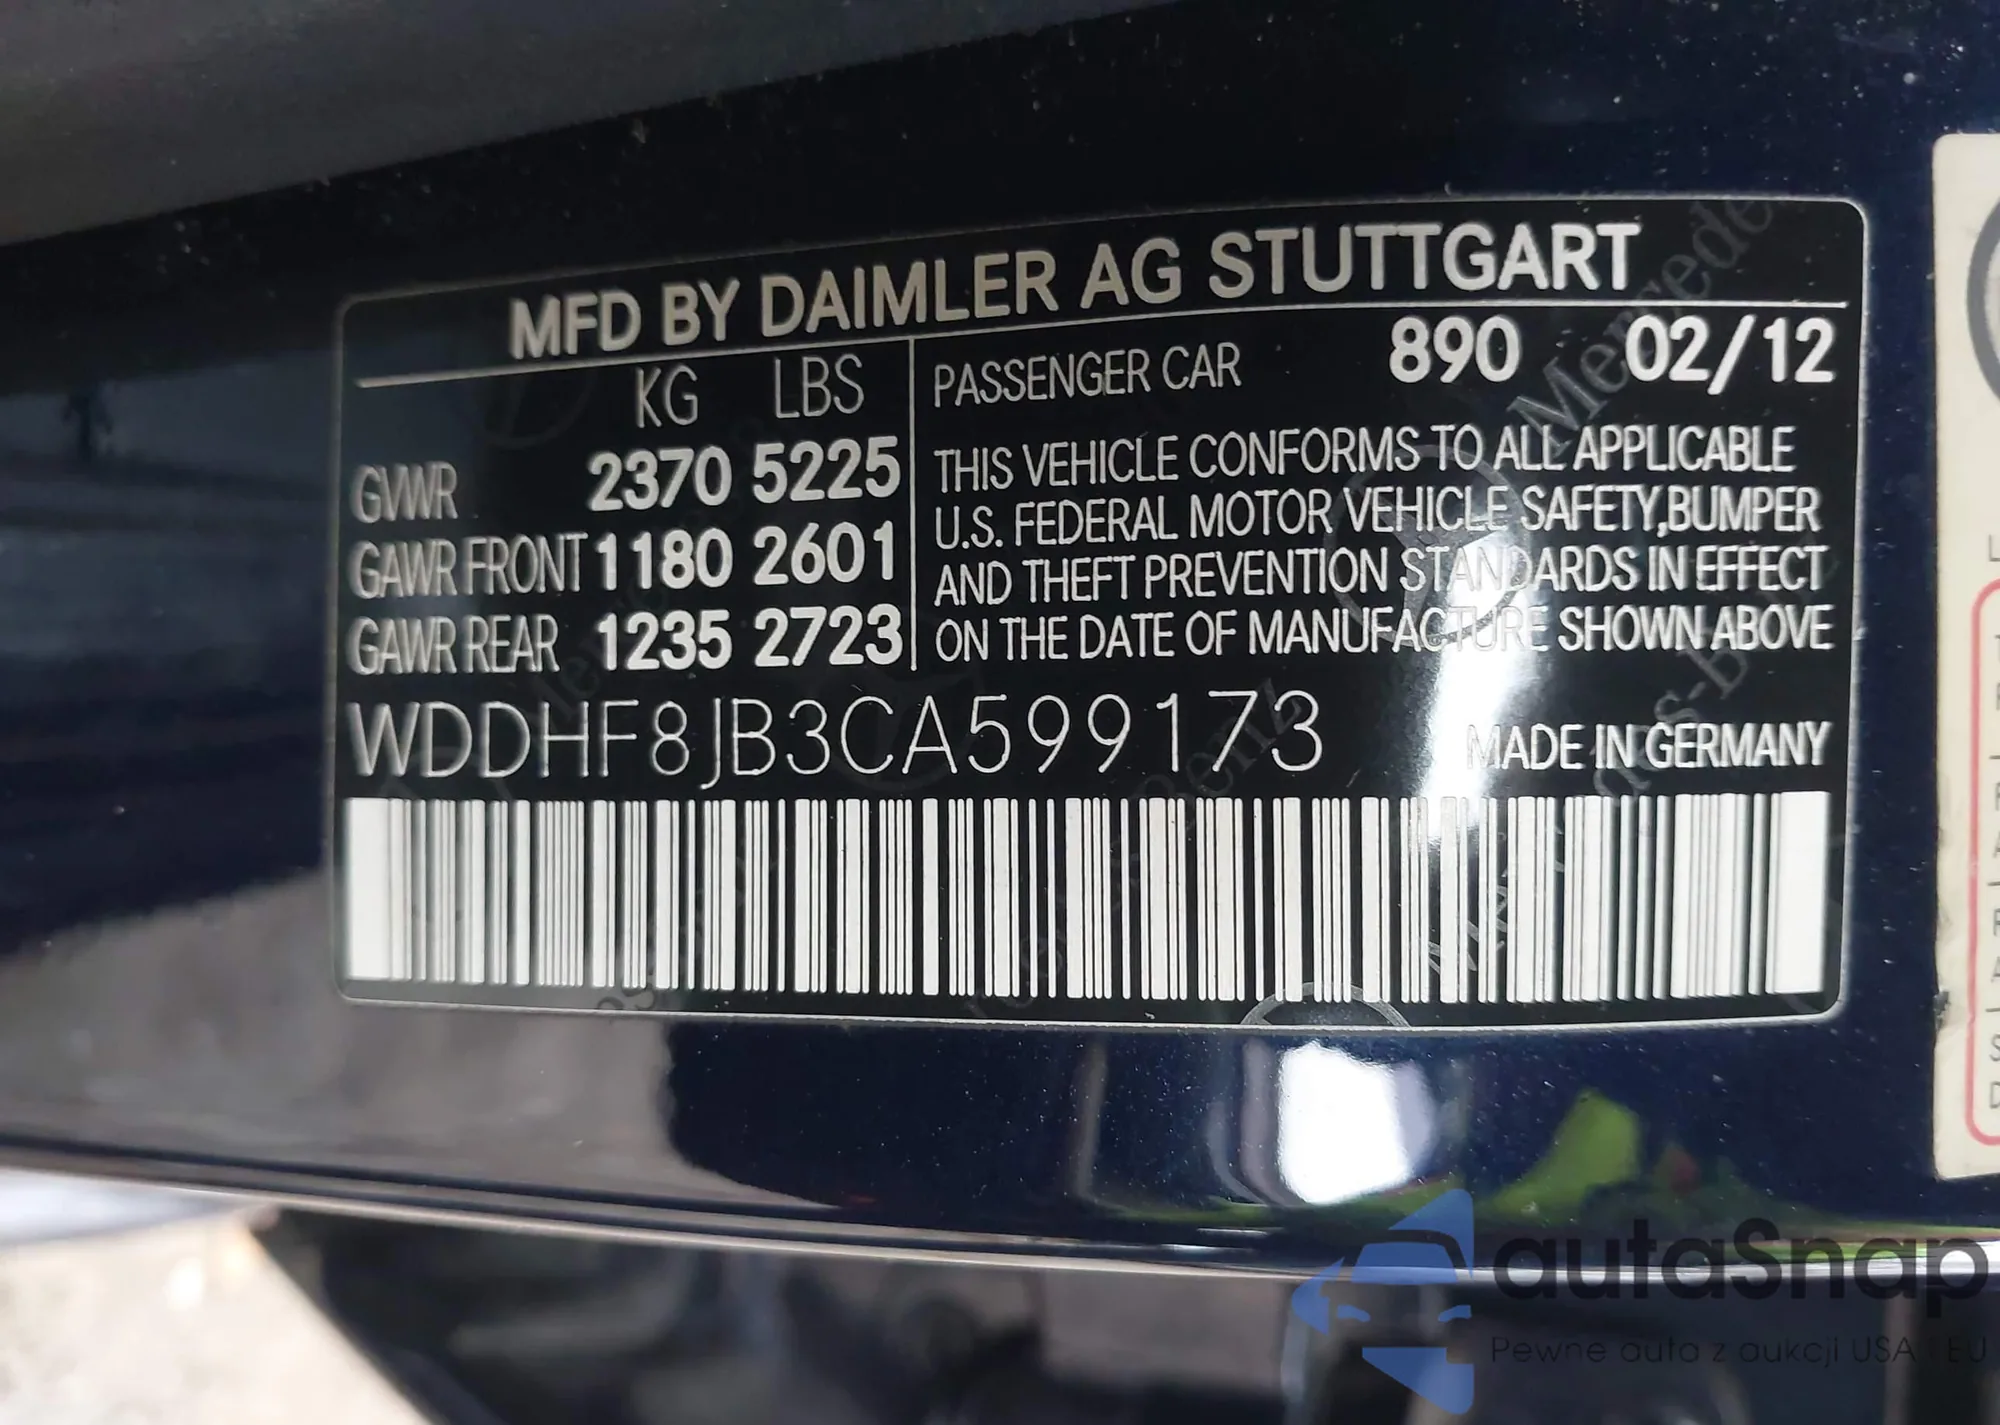 MFD BY DAIMLER AG STUTTGART
KG LBS
GVWR 2370 5225
GAWR FRONT 1180 2601
GAWR REAR 1235 2723
PASSENGER CAR 890 02/12
THIS VEHICLE CONFORMS TO ALL APPLICABLE
U.S. FEDERAL MOTOR VEHICLE SAFETY,BUMPER
AND THEFT PREVENTION STANDARDS IN EFFECT
ON THE DATE OF MANUFACTURE SHOWN ABOVE
WDDHF8JB3CA599173
MADE IN GERMANY
autaSnap
Pewne auta z aukcji USA i EU